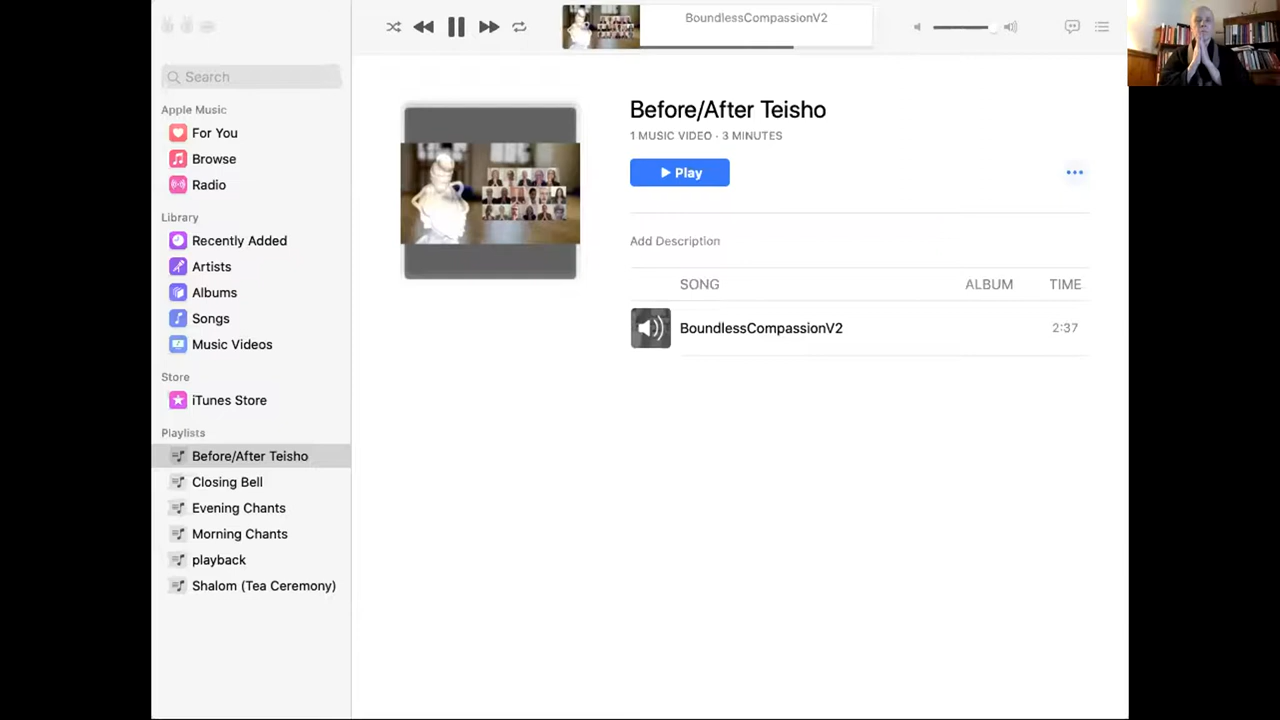 BoundlessCompassionV2
Search
Apple Music
For You
Browse
Radio
Library
Recently Added
Artists
Albums
Songs
Music Videos
Store
iTunes Store
Playlists
Before/After Teisho
Closing Bell
Evening Chants
Morning Chants
playback
Shalom (Tea Ceremony)
Before/After Teisho
1 MUSIC VIDEO · 3 MINUTES
Play
Add Description
SONG ALBUM TIME
BoundlessCompassionV2 2:37